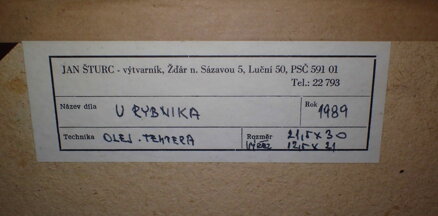 JAN ŠTURC - výtvarník, Žďár n. Sázavou 5, Luční 50, PSČ 591 01
Tel.: 22 793
Název díla U RYBNIKA Rok 1989
Technika OLEJ. TEMPERA Rozměr 21,5 x 30
VÝŘEZ 12,5 x 21